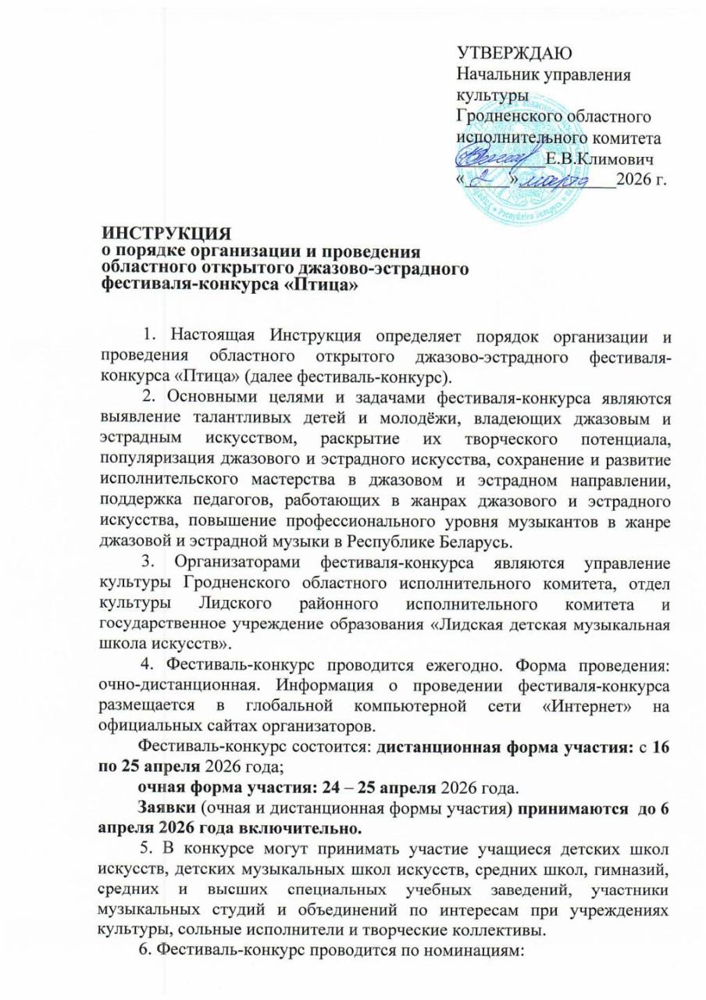 УТВЕРЖДАЮ
Начальник управления
культуры
Гродненского областного
исполнительного комитета
__________Е.В.Климович
«__2__»__марта__2026 г.
Рэспубліка Беларусь
ИНСТРУКЦИЯ
о порядке организации и проведения
областного открытого джазово-эстрадного
фестиваля-конкурса «Птица»
1. Настоящая Инструкция определяет порядок организации и
проведения областного открытого джазово-эстрадного фестиваля-
конкурса «Птица» (далее фестиваль-конкурс).
2. Основными целями и задачами фестиваля-конкурса являются
выявление талантливых детей и молодёжи, владеющих джазовым и
эстрадным искусством, раскрытие их творческого потенциала,
популяризация джазового и эстрадного искусства, сохранение и развитие
исполнительского мастерства в джазовом и эстрадном направлении,
поддержка педагогов, работающих в жанрах джазового и эстрадного
искусства, повышение профессионального уровня музыкантов в жанре
джазовой и эстрадной музыки в Республике Беларусь.
3. Организаторами фестиваля-конкурса являются управление
культуры Гродненского областного исполнительного комитета, отдел
культуры Лидского районного исполнительного комитета и
государственное учреждение образования «Лидская детская музыкальная
школа искусств».
4. Фестиваль-конкурс проводится ежегодно. Форма проведения:
очно-дистанционная. Информация о проведении фестиваля-конкурса
размещается в глобальной компьютерной сети «Интернет» на
официальных сайтах организаторов.
Фестиваль-конкурс состоится: дистанционная форма участия: с 16
по 25 апреля 2026 года;
очная форма участия: 24 – 25 апреля 2026 года.
Заявки (очная и дистанционная формы участия) принимаются до 6
апреля 2026 года включительно.
5. В конкурсе могут принимать участие учащиеся детских школ
искусств, детских музыкальных школ искусств, средних школ, гимназий,
средних и высших специальных учебных заведений, участники
музыкальных студий и объединений по интересам при учреждениях
культуры, сольные исполнители и творческие коллективы.
6. Фестиваль-конкурс проводится по номинациям: